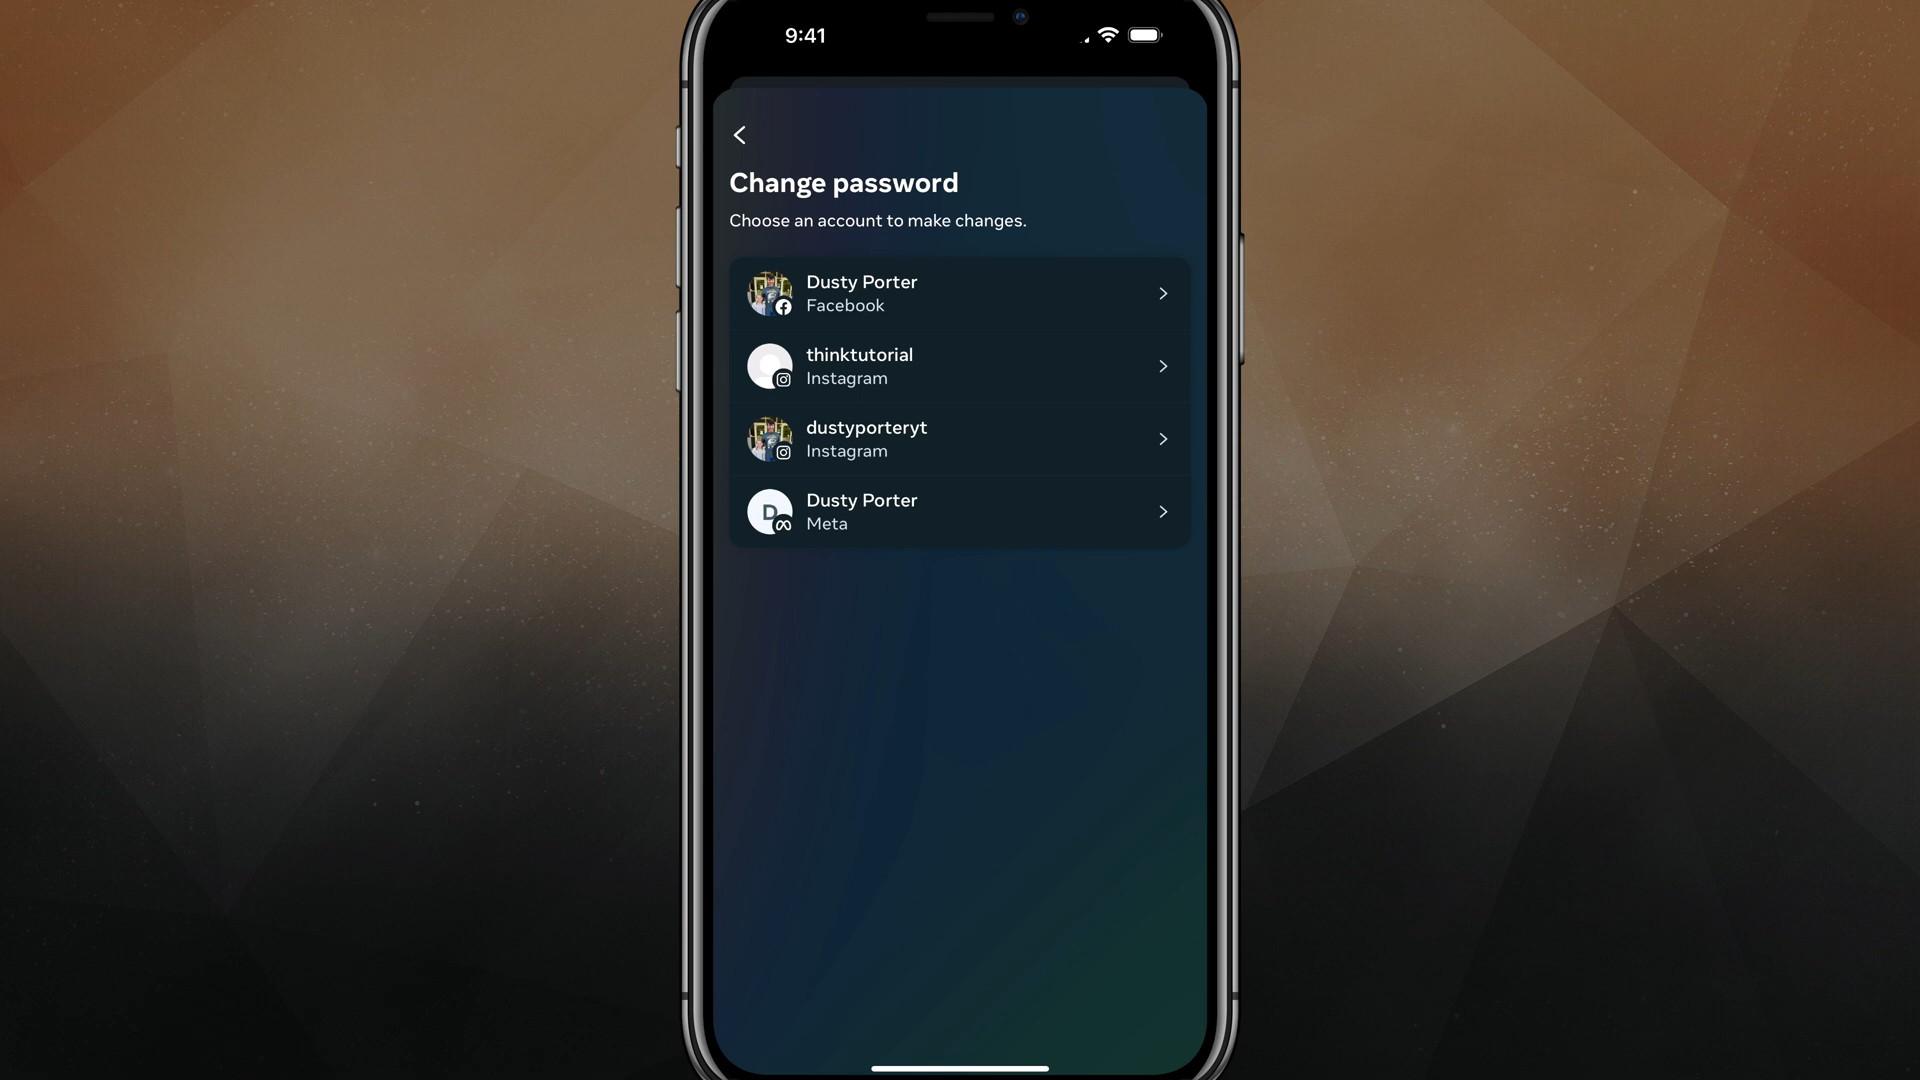 9:41
Change password
Choose an account to make changes.
Dusty Porter
Facebook
thinktutorial
Instagram
dustyporteryt
Instagram
D
Dusty Porter
Meta